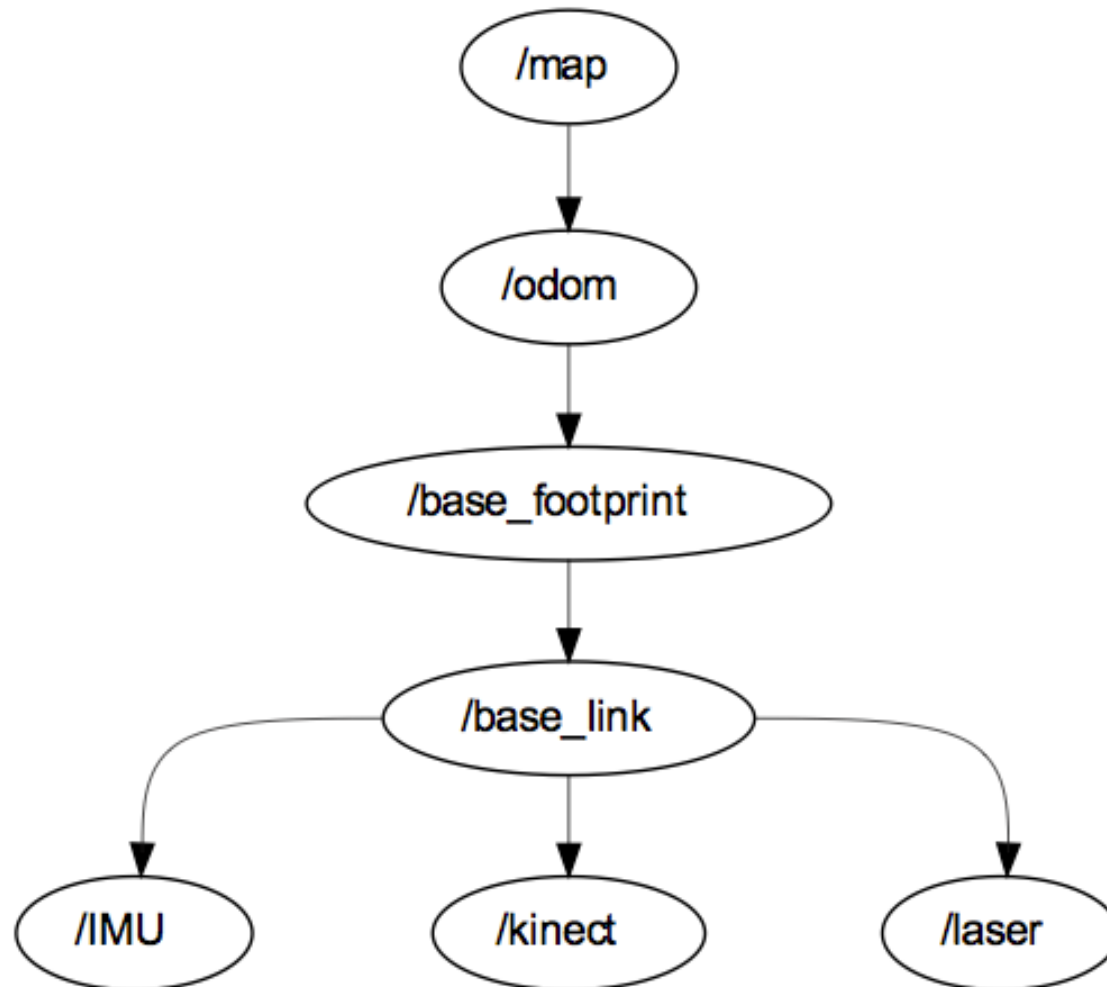 /map
/odom
/base_footprint
/base_link
/IMU
/kinect
/laser